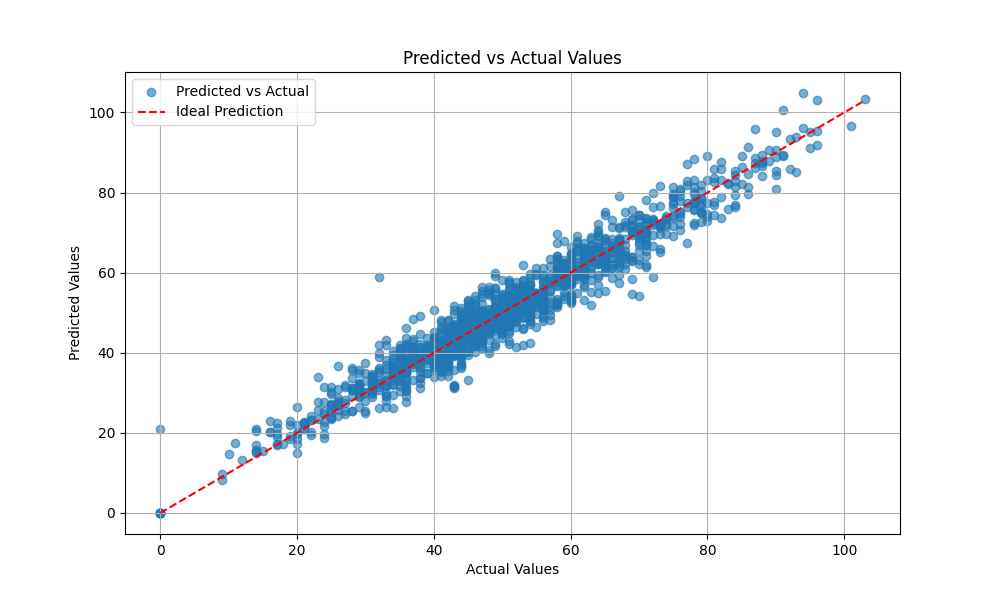 Predicted vs Actual Values
Predicted vs Actual
Ideal Prediction
Predicted Values
100
80
60
40
20
0
0 20 40 60 80 100
Actual Values